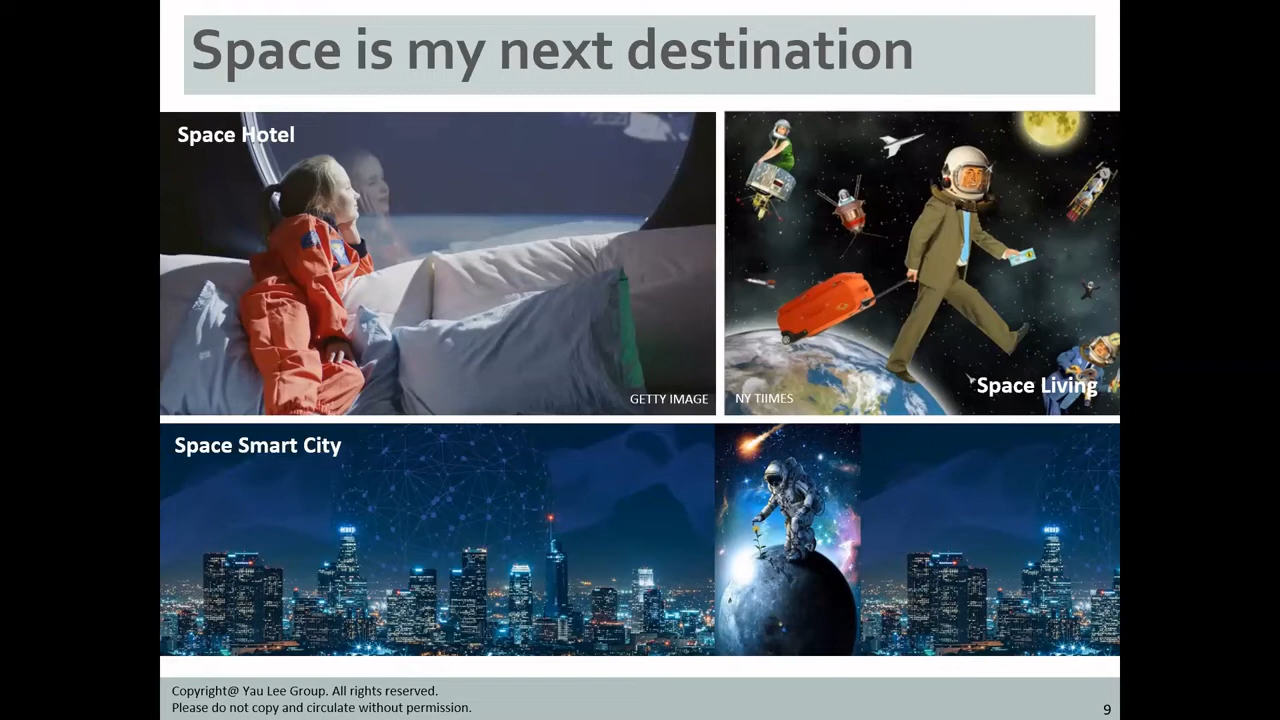 Space is my next destination
Space Hotel
GETTY IMAGE
NY TIIMES
Space Living
Space Smart City
Copyright@ Yau Lee Group. All rights reserved.
Please do not copy and circulate without permission.
9